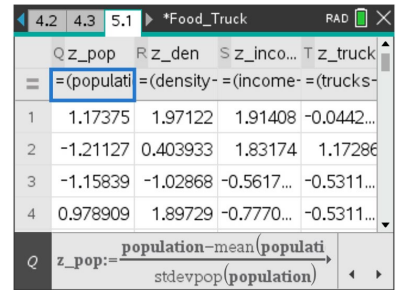 4.2 4.3 5.1 *Food_Truck RAD
Q z_pop R z_den S z_inco... T z_truck
= =(populati =(density- =(income- =(trucks-
1 1.17375 1.97122 1.91408 -0.0442...
2 -1.21127 0.403933 1.83174 1.17286
3 -1.15839 -1.02868 -0.5617... -0.5311...
4 0.978909 1.89729 -0.7770... -0.5311...
population−mean(populati
Q z_pop:=
stdevpop(population)